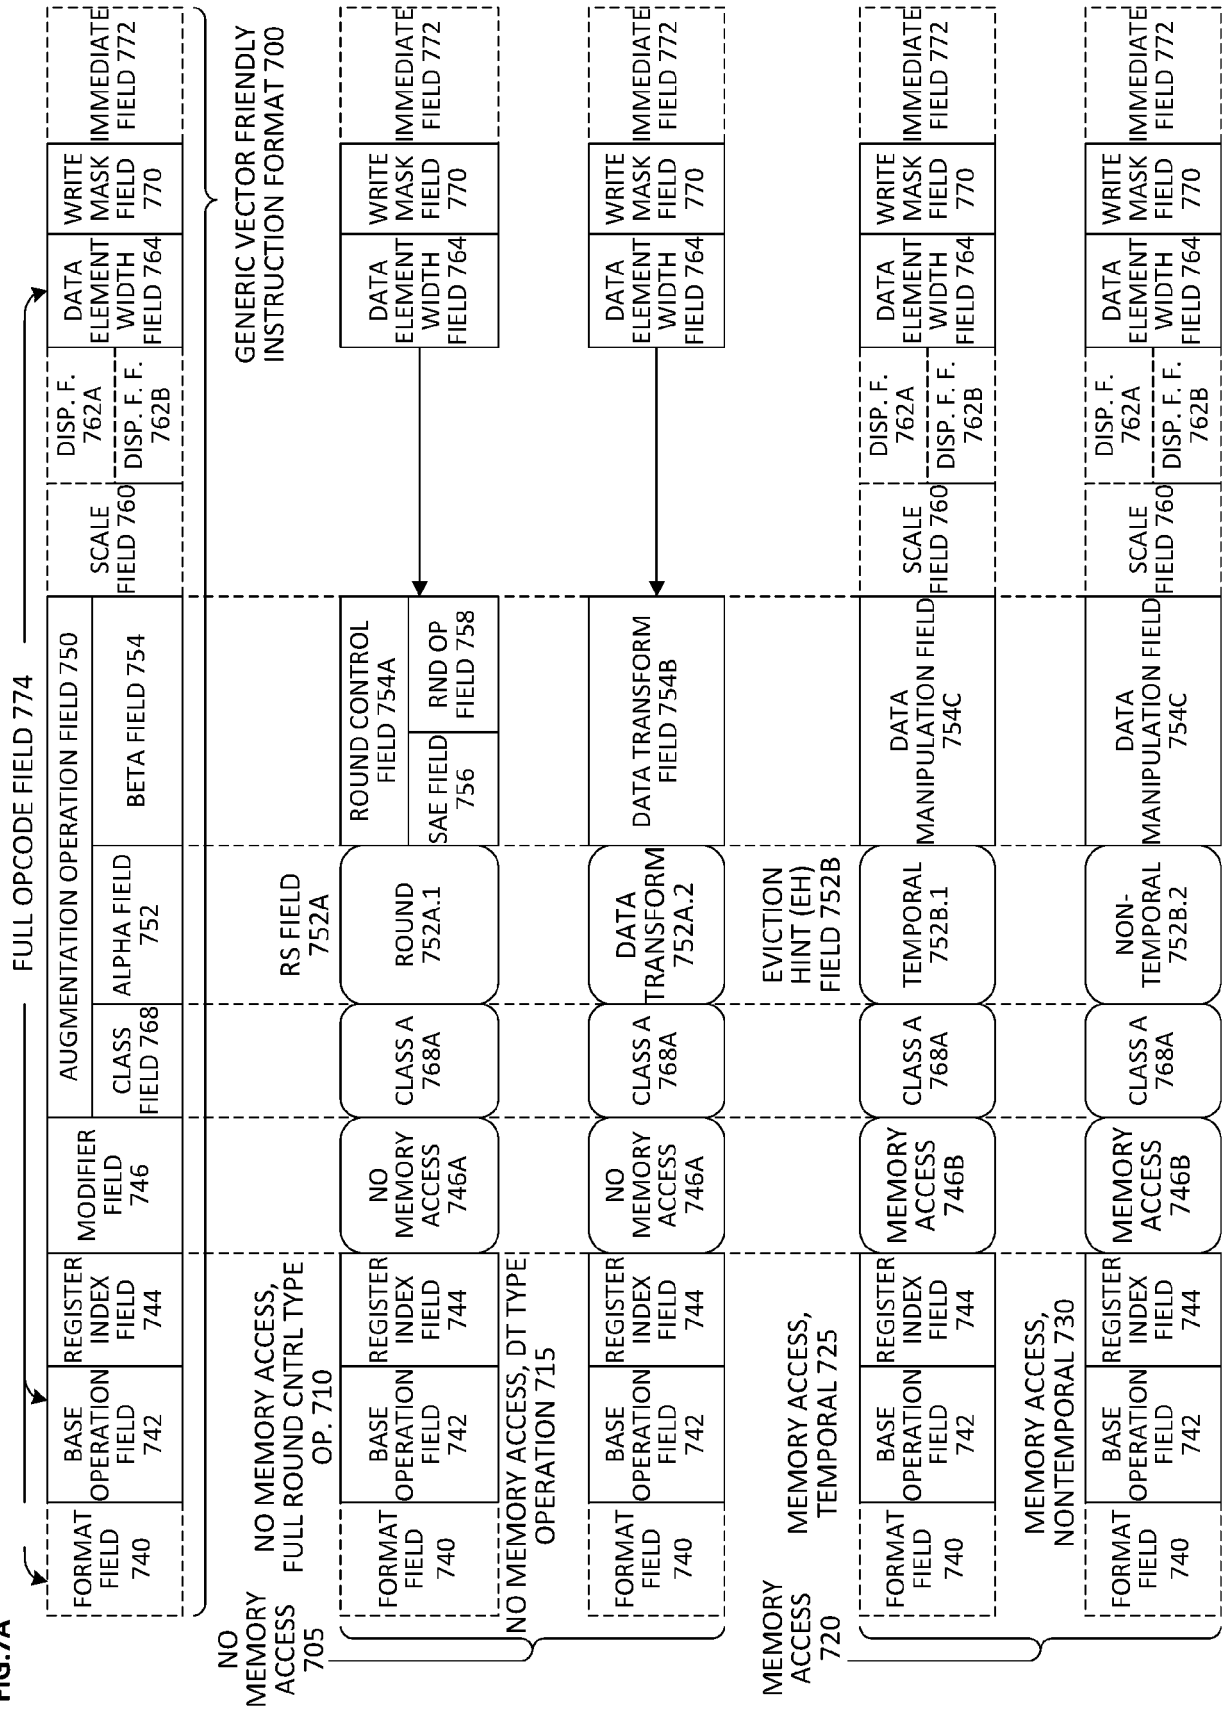 FIG.7A
FULL OPCODE FIELD 774
FORMAT
FIELD
740
BASE
OPERATION
FIELD
742
REGISTER
INDEX
FIELD
744
MODIFIER
FIELD
746
AUGMENTATION OPERATION FIELD 750
CLASS
FIELD 768
ALPHA FIELD
752
BETA FIELD 754
SCALE
FIELD 760
DISP. F.
762A
DISP. F. F.
762B
DATA
ELEMENT
WIDTH
FIELD 764
WRITE
MASK
FIELD
770
IMMEDIATE
FIELD 772
GENERIC VECTOR FRIENDLY
INSTRUCTION FORMAT 700
NO
MEMORY
ACCESS
705
NO MEMORY ACCESS,
FULL ROUND CNTRL TYPE
OP. 710
RS FIELD
752A
FORMAT
FIELD
740
BASE
OPERATION
FIELD
742
REGISTER
INDEX
FIELD
744
NO
MEMORY
ACCESS
746A
CLASS A
768A
ROUND
752A.1
ROUND CONTROL
FIELD 754A
SAE FIELD
756
RND OP
FIELD 758
DATA
ELEMENT
WIDTH
FIELD 764
WRITE
MASK
FIELD
770
IMMEDIATE
FIELD 772
NO MEMORY ACCESS, DT TYPE
OPERATION 715
FORMAT
FIELD
740
BASE
OPERATION
FIELD
742
REGISTER
INDEX
FIELD
744
NO
MEMORY
ACCESS
746A
CLASS A
768A
DATA
TRANSFORM
752A.2
DATA TRANSFORM
FIELD 754B
DATA
ELEMENT
WIDTH
FIELD 764
WRITE
MASK
FIELD
770
IMMEDIATE
FIELD 772
MEMORY
ACCESS
720
MEMORY ACCESS,
TEMPORAL 725
EVICTION
HINT (EH)
FIELD 752B
FORMAT
FIELD
740
BASE
OPERATION
FIELD
742
REGISTER
INDEX
FIELD
744
MEMORY
ACCESS
746B
CLASS A
768A
TEMPORAL
752B.1
DATA
MANIPULATION FIELD
754C
SCALE
FIELD 760
DISP. F.
762A
DISP. F. F.
762B
DATA
ELEMENT
WIDTH
FIELD 764
WRITE
MASK
FIELD
770
IMMEDIATE
FIELD 772
MEMORY ACCESS,
NONTEMPORAL 730
FORMAT
FIELD
740
BASE
OPERATION
FIELD
742
REGISTER
INDEX
FIELD
744
MEMORY
ACCESS
746B
CLASS A
768A
NON-
TEMPORAL
752B.2
DATA
MANIPULATION FIELD
754C
SCALE
FIELD 760
DISP. F.
762A
DISP. F. F.
762B
DATA
ELEMENT
WIDTH
FIELD 764
WRITE
MASK
FIELD
770
IMMEDIATE
FIELD 772